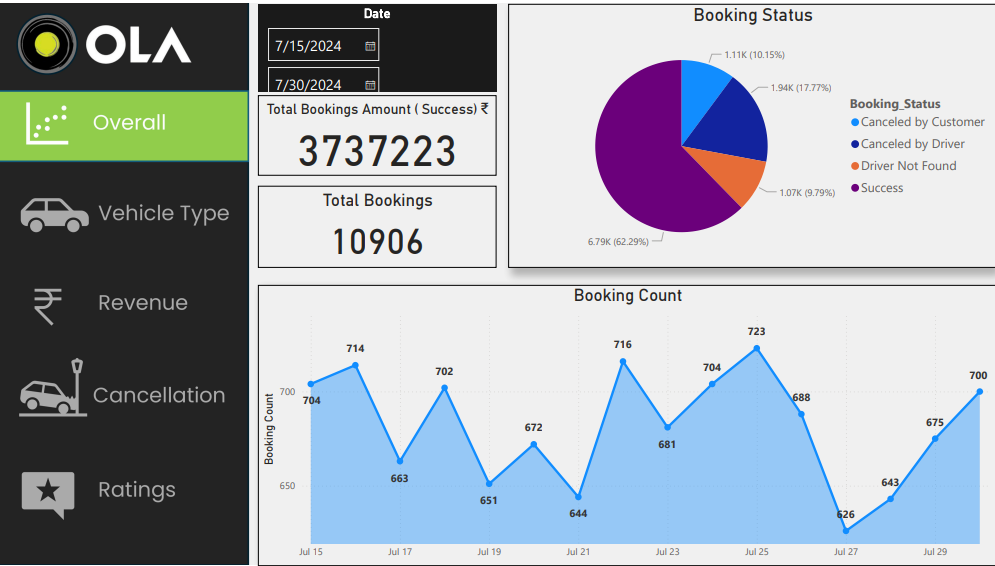 OLA
Overall
Vehicle Type
Revenue
Cancellation
Ratings
Date
7/15/2024
7/30/2024
Total Bookings Amount ( Success) ₹
3737223
Total Bookings
10906
Booking Status
1.11K (10.15%)
1.94K (17.77%)
1.07K (9.79%)
6.79K (62.29%)
Booking_Status
Canceled by Customer
Canceled by Driver
Driver Not Found
Success
Booking Count
Booking Count
700
650
704
714
663
702
651
672
644
716
681
704
723
688
626
643
675
700
Jul 15
Jul 17
Jul 19
Jul 21
Jul 23
Jul 25
Jul 27
Jul 29